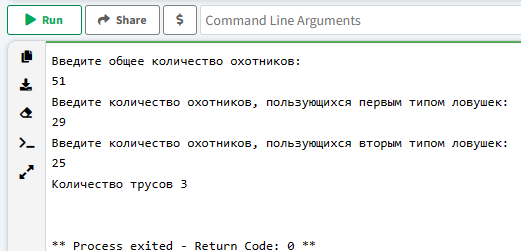 Run Share $ Command Line Arguments
Введите общее количество охотников:
51
Введите количество охотников, пользующихся первым типом ловушек:
29
Введите количество охотников, пользующихся вторым типом ловушек:
25
Количество трусов 3
** Process exited - Return Code: 0 **